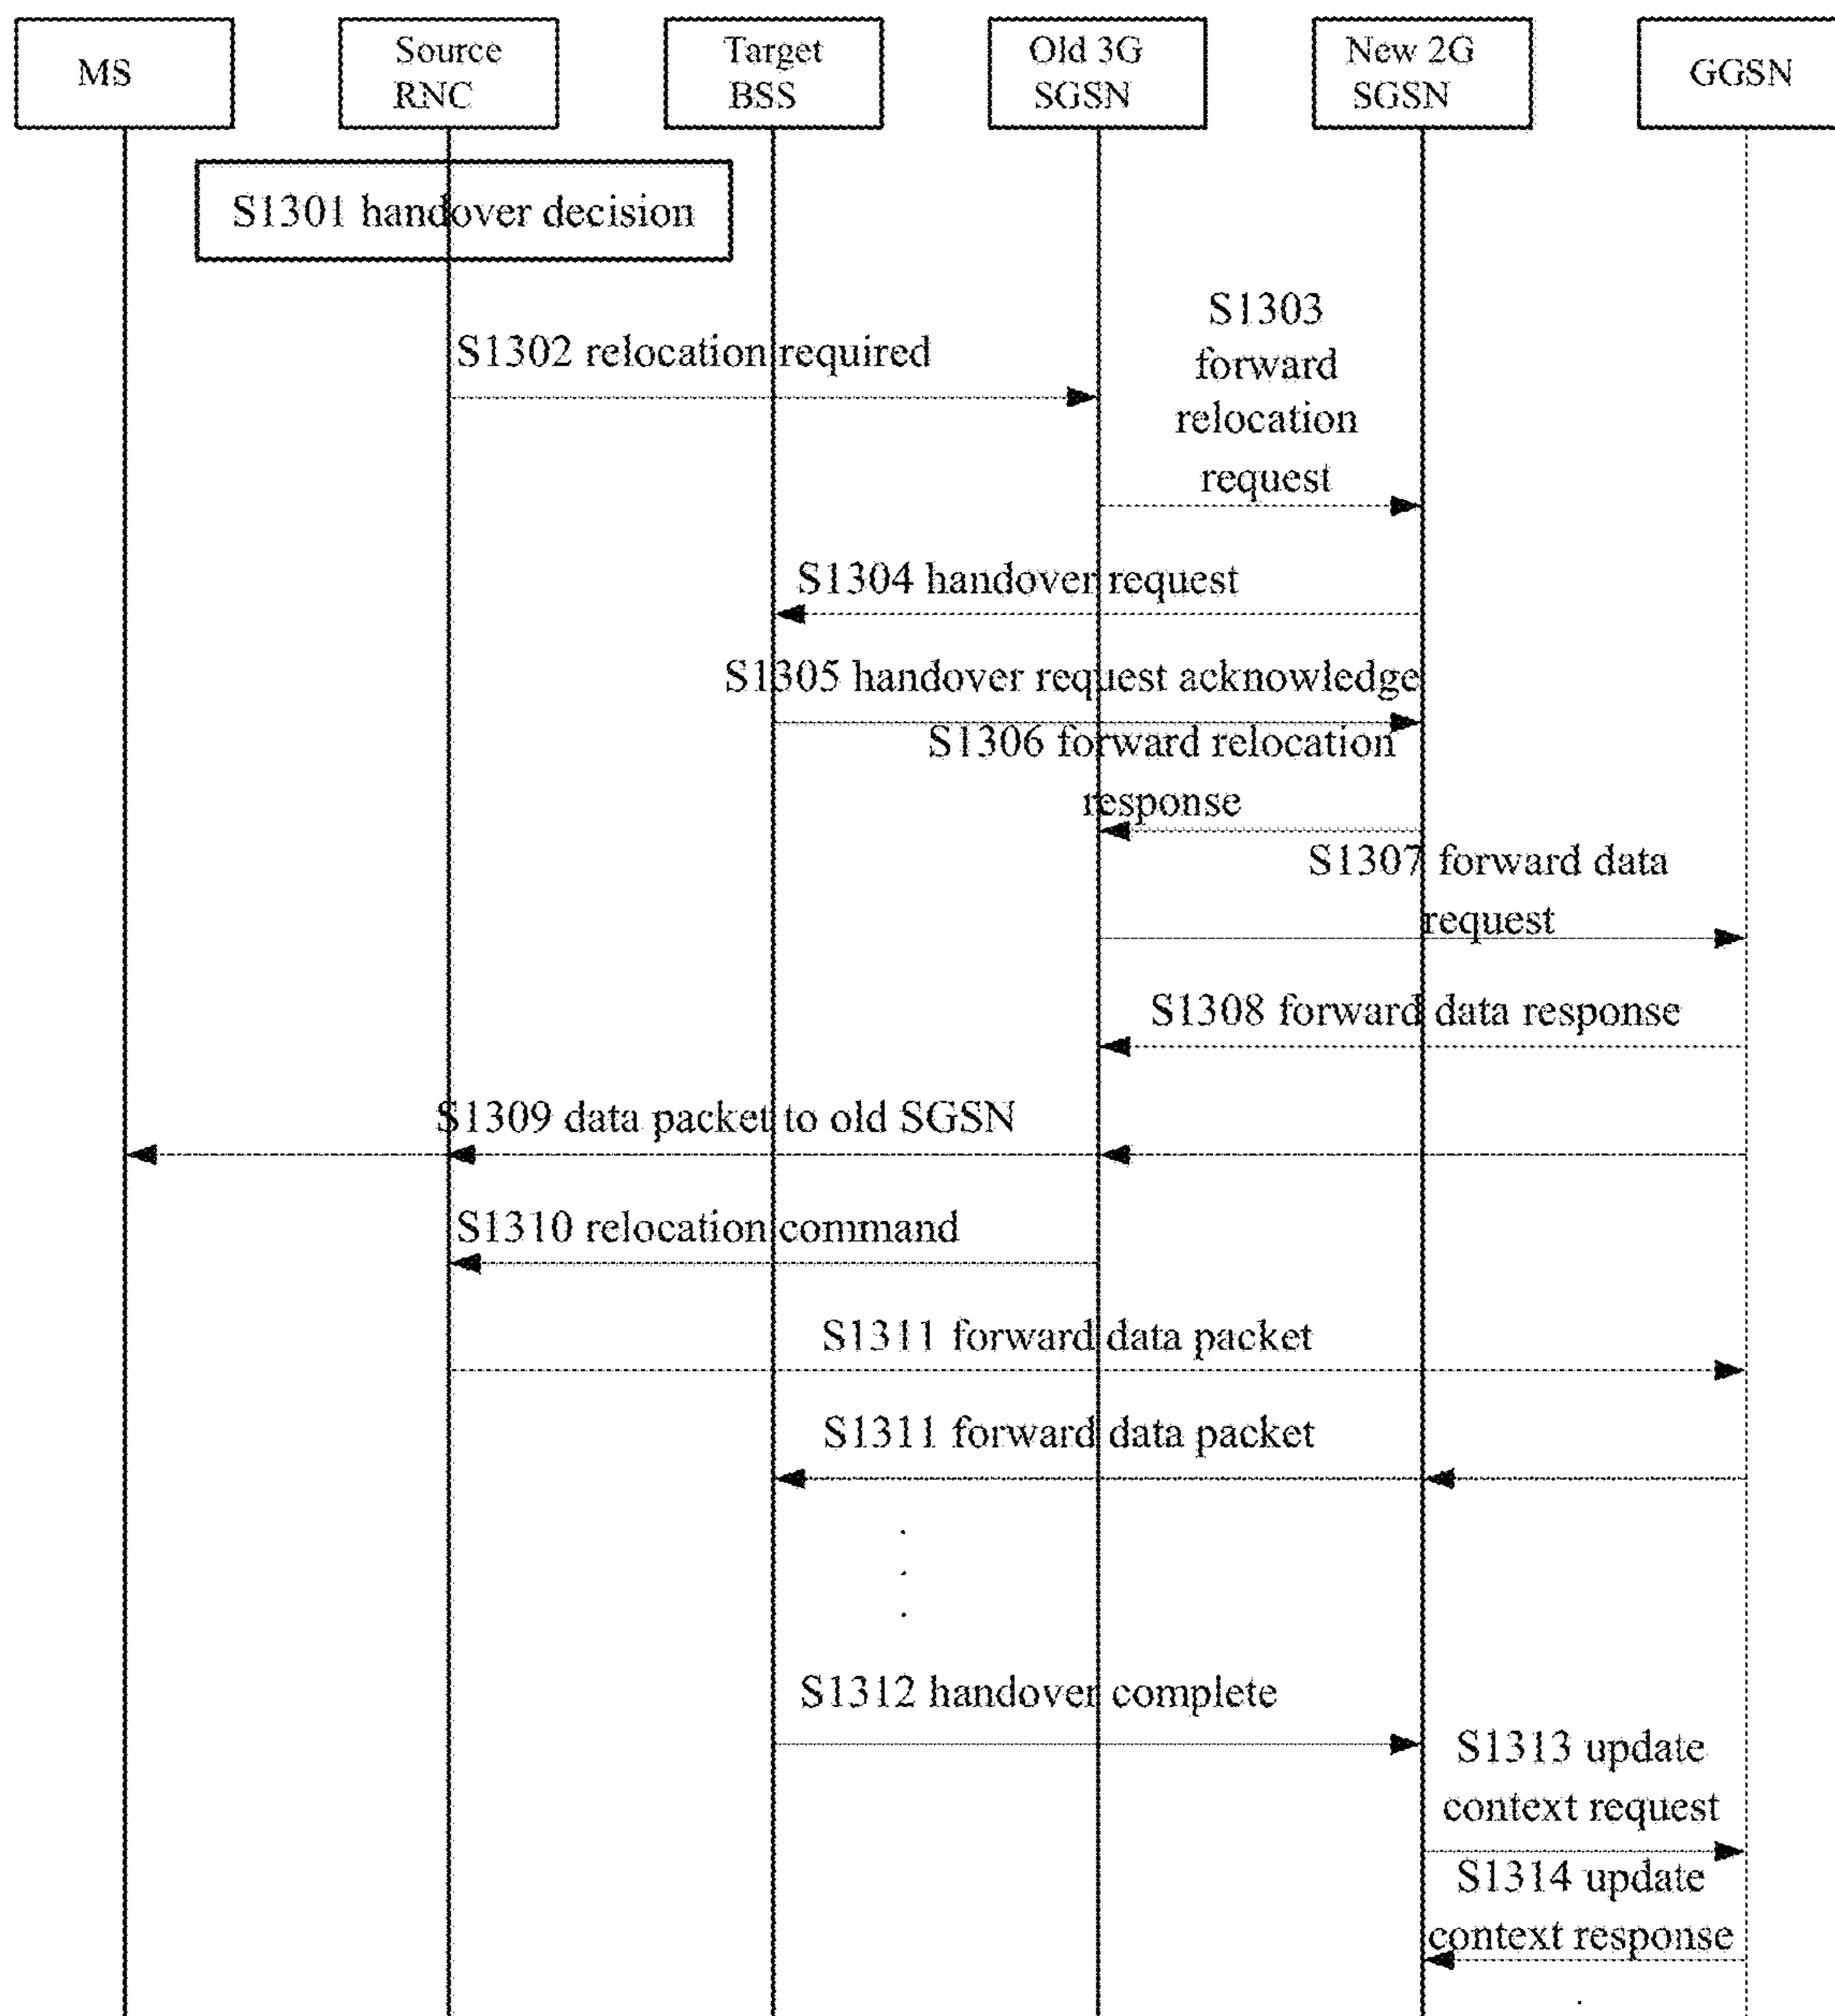 MS
Source
RNC
Target
BSS
Old 3G
SGSN
New 2G
SGSN
GGSN
S1301 handover decision
S1302 relocation required
S1303
forward
relocation
request
S1304 handover request
S1305 handover request acknowledge
S1306 forward relocation
response
S1307 forward data
request
S1308 forward data response
S1309 data packet to old SGSN
S1310 relocation command
S1311 forward data packet
S1311 forward data packet
S1312 handover complete
S1313 update
context request
S1314 update
context response